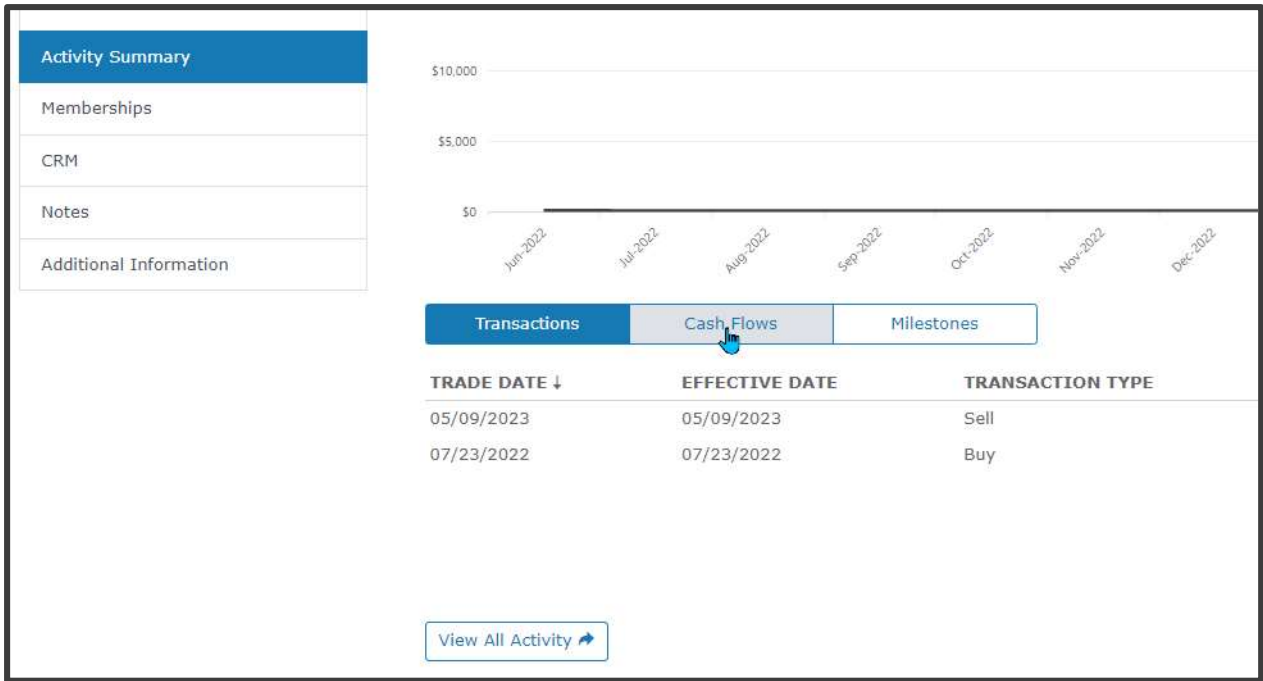 Activity Summary
Memberships
CRM
Notes
Additional Information
$10,000
$5,000
$0
Jun-2022 Jul-2022 Aug-2022 Sep-2022 Oct-2022 Nov-2022 Dec-2022
Transactions Cash Flows Milestones
TRADE DATE ↓ EFFECTIVE DATE TRANSACTION TYPE
05/09/2023 05/09/2023 Sell
07/23/2022 07/23/2022 Buy
View All Activity